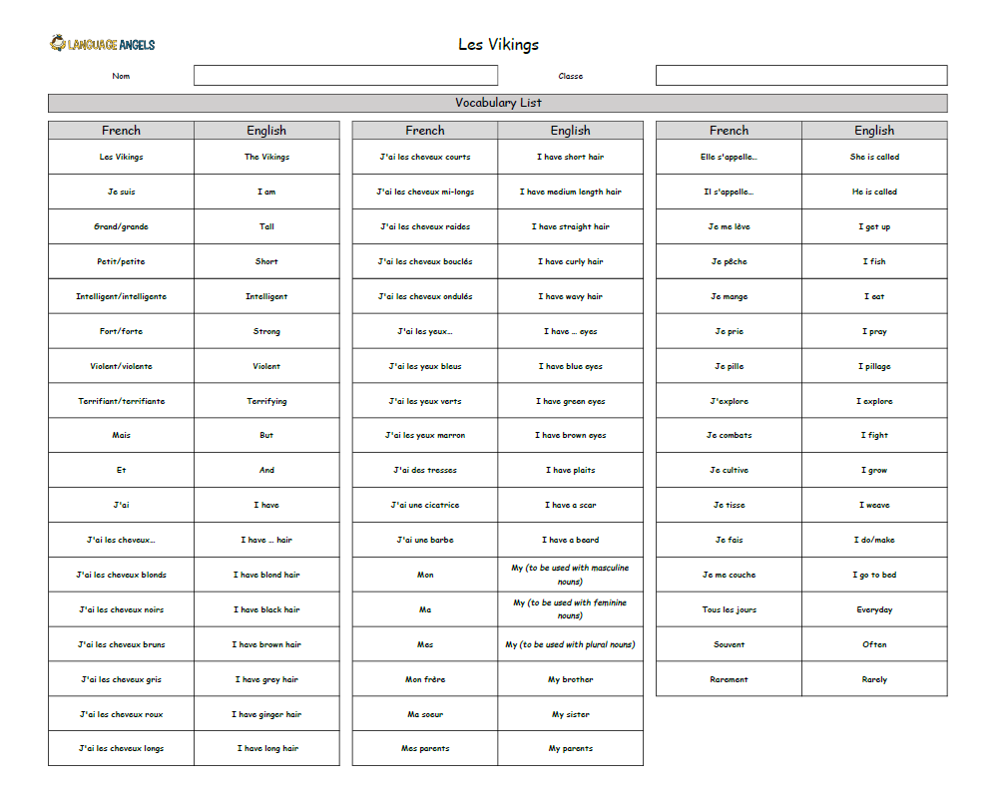 LANGUAGE ANGELS
Les Vikings
Nom
Classe
Vocabulary List
French English
Les Vikings The Vikings
Je suis I am
Grand/grande Tall
Petit/petite Short
Intelligent/intelligente Intelligent
Fort/forte Strong
Violent/violente Violent
Terrifiant/terrifiante Terrifying
Mais But
Et And
J'ai I have
J'ai les cheveux… I have … hair
J'ai les cheveux blonds I have blond hair
J'ai les cheveux noirs I have black hair
J'ai les cheveux bruns I have brown hair
J'ai les cheveux gris I have grey hair
J'ai les cheveux roux I have ginger hair
J'ai les cheveux longs I have long hair
French English
J'ai les cheveux courts I have short hair
J'ai les cheveux mi-longs I have medium length hair
J'ai les cheveux raides I have straight hair
J'ai les cheveux bouclés I have curly hair
J'ai les cheveux ondulés I have wavy hair
J'ai les yeux… I have … eyes
J'ai les yeux bleus I have blue eyes
J'ai les yeux verts I have green eyes
J'ai les yeux marron I have brown eyes
J'ai des tresses I have plaits
J'ai une cicatrice I have a scar
J'ai une barbe I have a beard
Mon My (to be used with masculine
nouns)
Ma My (to be used with feminine
nouns)
Mes My (to be used with plural nouns)
Mon frère My brother
Ma soeur My sister
Mes parents My parents
French English
Elle s'appelle… She is called
Il s'appelle… He is called
Je me lève I get up
Je pêche I fish
Je mange I eat
Je prie I pray
Je pille I pillage
J'explore I explore
Je combats I fight
Je cultive I grow
Je tisse I weave
Je fais I do/make
Je me couche I go to bed
Tous les jours Everyday
Souvent Often
Rarement Rarely